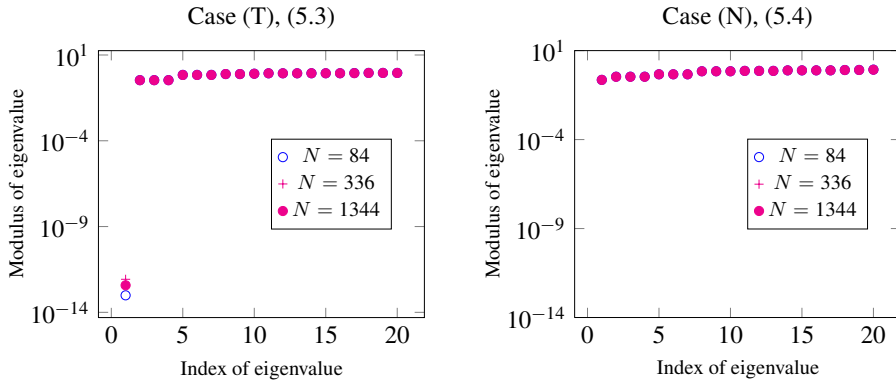 Case (T), (5.3)
10^1
10^−4
10^−9
10^−14
0 5 10 15 20
Modulus of eigenvalue
Index of eigenvalue
N = 84
N = 336
N = 1344
Case (N), (5.4)
10^1
10^−4
10^−9
10^−14
0 5 10 15 20
Modulus of eigenvalue
Index of eigenvalue
N = 84
N = 336
N = 1344